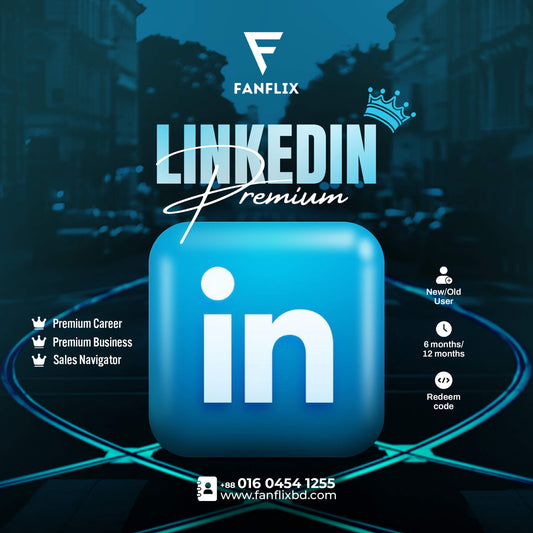 FANFLIX
LINKEDIN
Premium
in
Premium Career
Premium Business
Sales Navigator
New/Old
User
6 months/
12 months
</>
Redeem
code
+88 016 0454 1255
www.fanflixbd.com